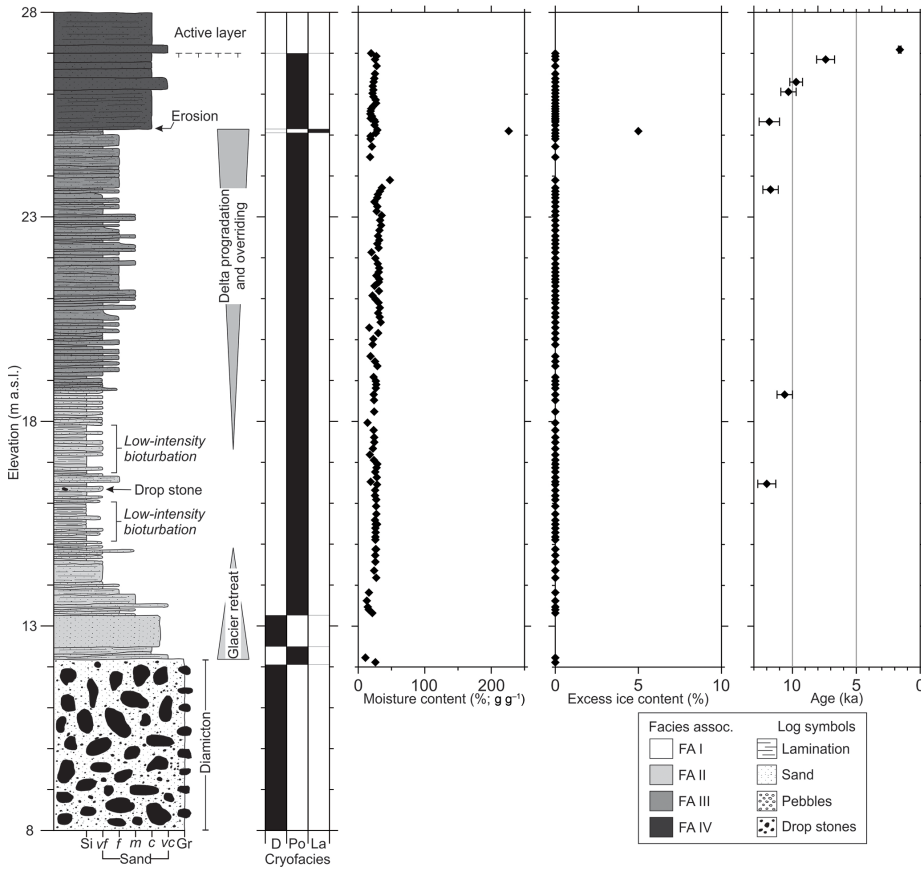 28
Active layer
Erosion
23
Delta progradation
and overriding
18
Elevation (m a.s.l.)
Low-intensity
bioturbation
Drop stone
Low-intensity
bioturbation
Glacier retreat
13
Diamicton
8
Si vf f m c vc Gr
Sand
D Po La
Cryofacies
0 100 200
Moisture content (%; g g⁻¹)
0 5 10
Excess ice content (%)
10 5 0
Age (ka)
Facies assoc. Log symbols
FA I Lamination
FA II Sand
FA III Pebbles
FA IV Drop stones